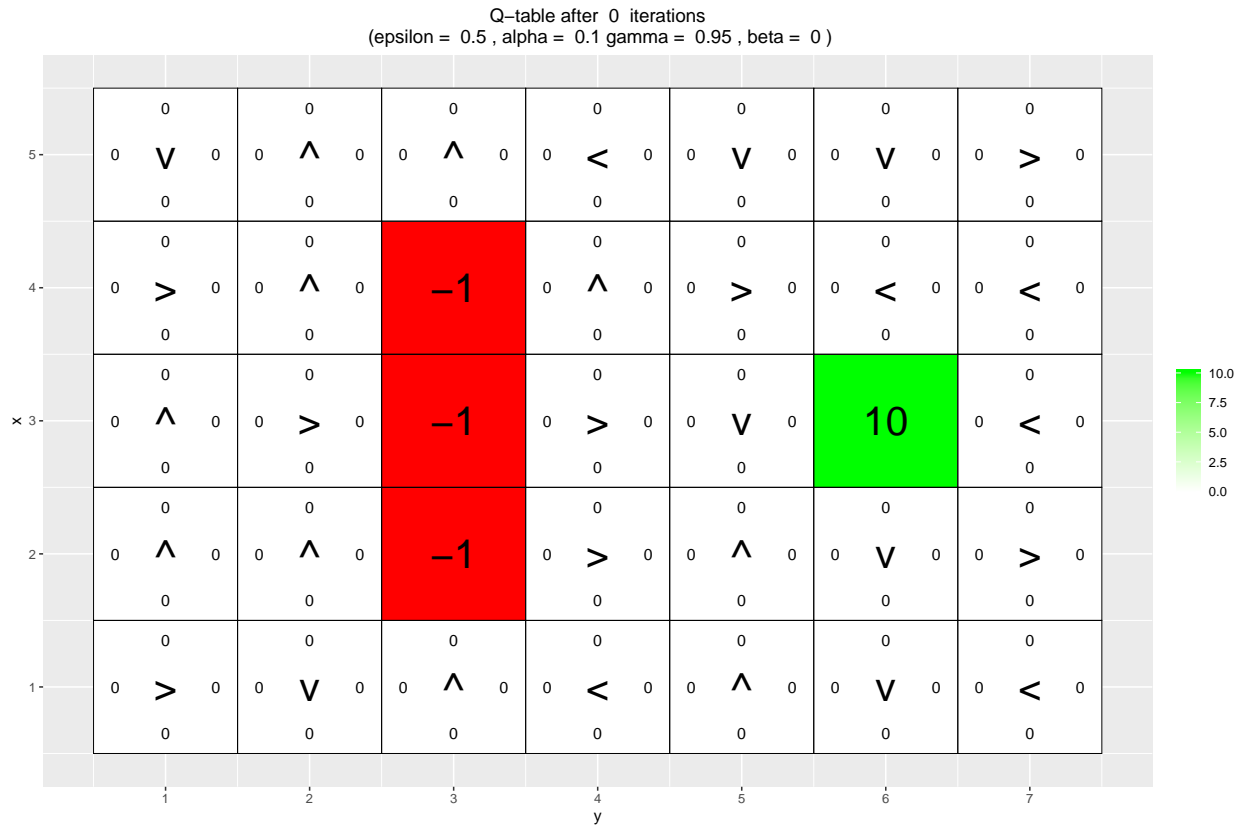 Q−table after 0 iterations
(epsilon = 0.5 , alpha = 0.1 gamma = 0.95 , beta = 0 )
0 0 0 0 0 0 0
5 0 v 0 0 ^ 0 0 ^ 0 0 < 0 0 v 0 0 v 0 0 > 0
0 0 0 0 0 0 0
0 0 0 0 0 0
4 0 > 0 0 ^ 0 −1 0 ^ 0 0 > 0 0 < 0 0 < 0
0 0 0 0 0 0
0 0 0 0 0
x 3 0 ^ 0 0 > 0 −1 0 > 0 0 v 0 10 0 < 0
0 0 0 0 0
0 0 0 0 0 0
2 0 ^ 0 0 ^ 0 −1 0 > 0 0 ^ 0 0 v 0 0 > 0
0 0 0 0 0 0
0 0 0 0 0 0 0
1 0 > 0 0 v 0 0 ^ 0 0 < 0 0 ^ 0 0 v 0 0 < 0
0 0 0 0 0 0 0
1 2 3 4 5 6 7
y
10.0
7.5
5.0
2.5
0.0